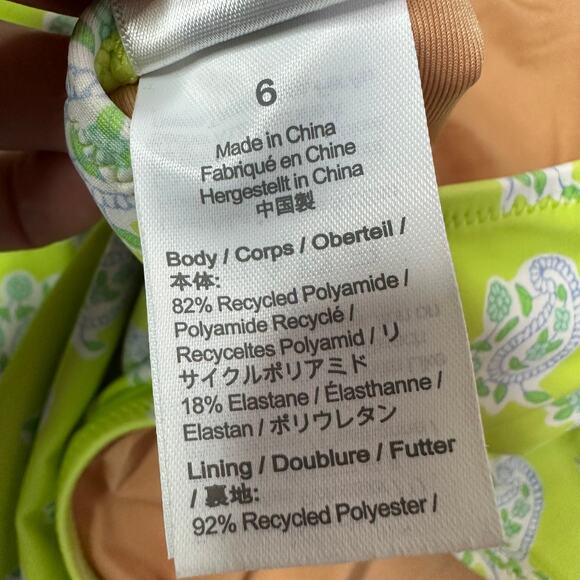 6
Made in China
Fabriqué en Chine
Hergestellt in China
中国製
Body / Corps / Oberteil /
本体:
82% Recycled Polyamide /
Polyamide Recyclé /
Recyceltes Polyamid / リ
サイクルポリアミド
18% Elastane / Élasthanne /
Elastan / ポリウレタン
Lining / Doublure / Futter
/ 裏地:
92% Recycled Polyester /